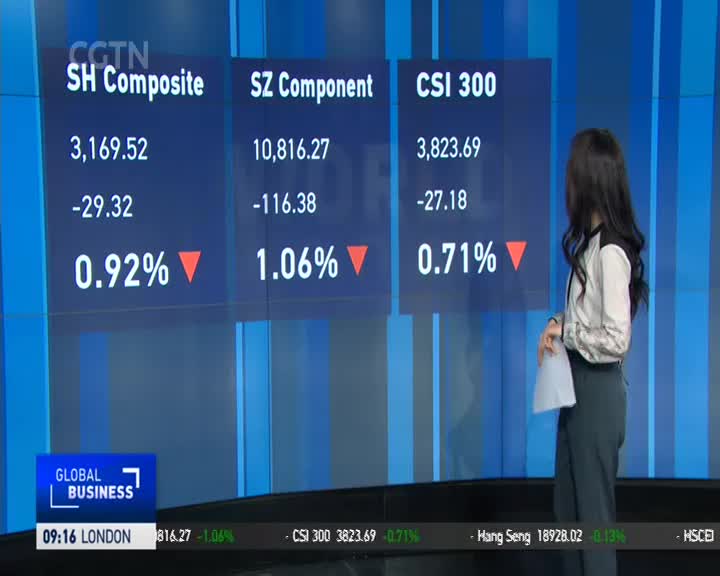 CGTN
SH Composite
3,169.52
-29.32
0.92%
SZ Component
10,816.27
-116.38
1.06%
CSI 300
3,823.69
-27.18
0.71%
WORLD
GLOBAL
BUSINESS
09:16 LONDON
0816.27 -1.06% - CSI 300 3823.69 -0.71% - Hang Seng 18928.02 -0.13% - HSCEI